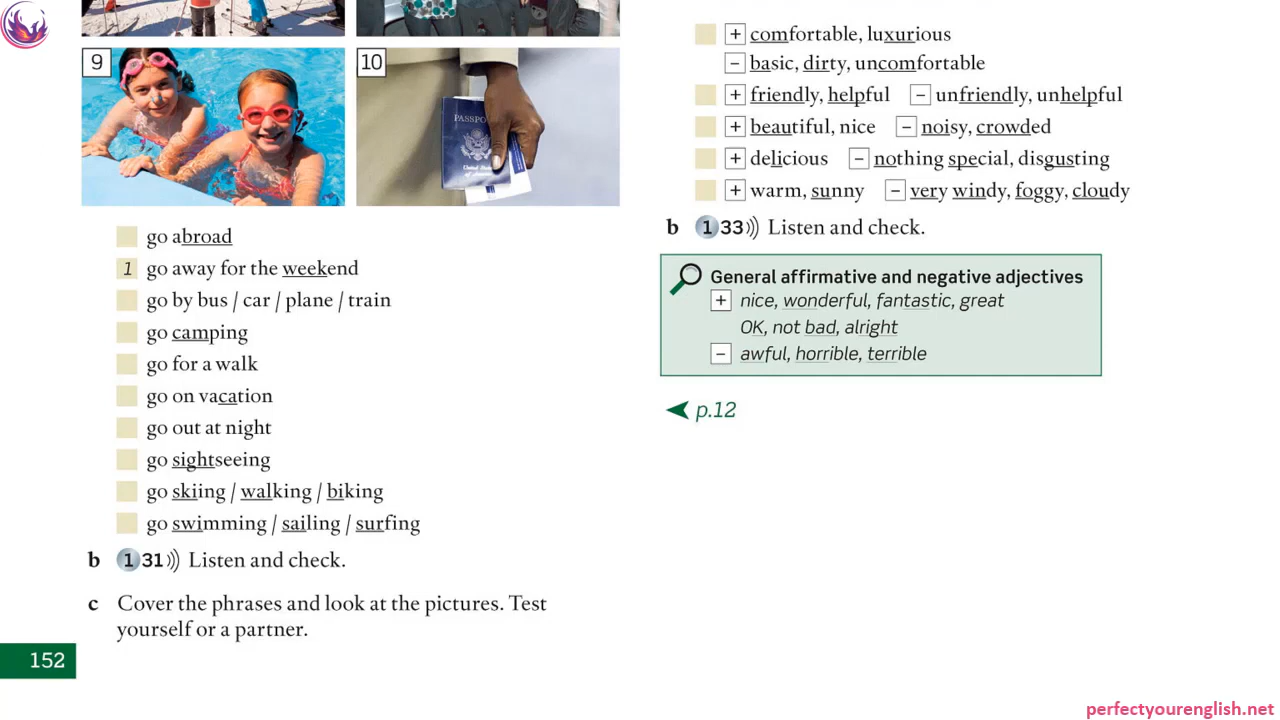 9
10
PASSPO
United States
of America
go abroad
1 go away for the weekend
go by bus / car / plane / train
go camping
go for a walk
go on vacation
go out at night
go sightseeing
go skiing / walking / biking
go swimming / sailing / surfing
b 1 31 Listen and check.
c Cover the phrases and look at the pictures. Test
yourself or a partner.
152
+ comfortable, luxurious
– basic, dirty, uncomfortable
+ friendly, helpful – unfriendly, unhelpful
+ beautiful, nice – noisy, crowded
+ delicious – nothing special, disgusting
+ warm, sunny – very windy, foggy, cloudy
b 1 33 Listen and check.
General affirmative and negative adjectives
+ nice, wonderful, fantastic, great
OK, not bad, alright
– awful, horrible, terrible
p.12
perfectyourenglish.net